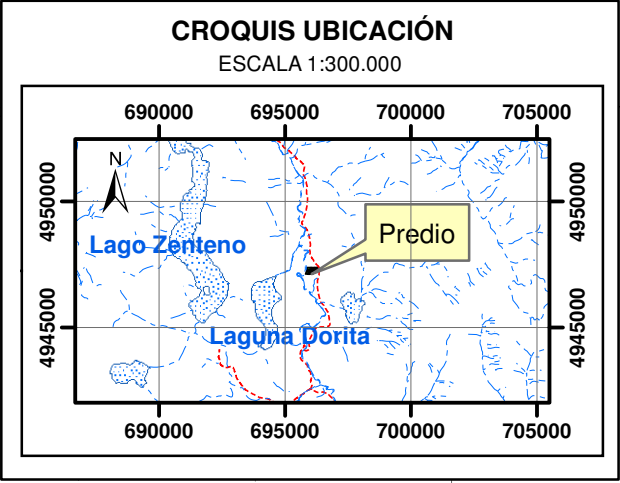 CROQUIS UBICACIÓN
ESCALA 1:300.000
690000 695000 700000 705000
N
4950000 4950000
Predio
Lago Zenteno
Laguna Dorita
4945000 4945000
690000 695000 700000 705000